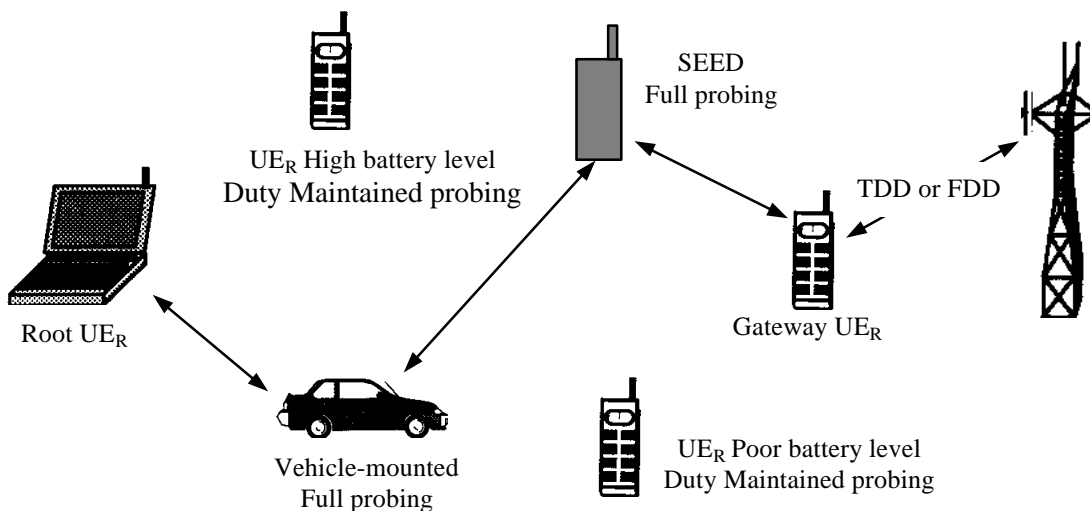 SEED
Full probing
UE_R High battery level
Duty Maintained probing
TDD or FDD
Root UE_R
Gateway UE_R
Vehicle-mounted
Full probing
UE_R Poor battery level
Duty Maintained probing